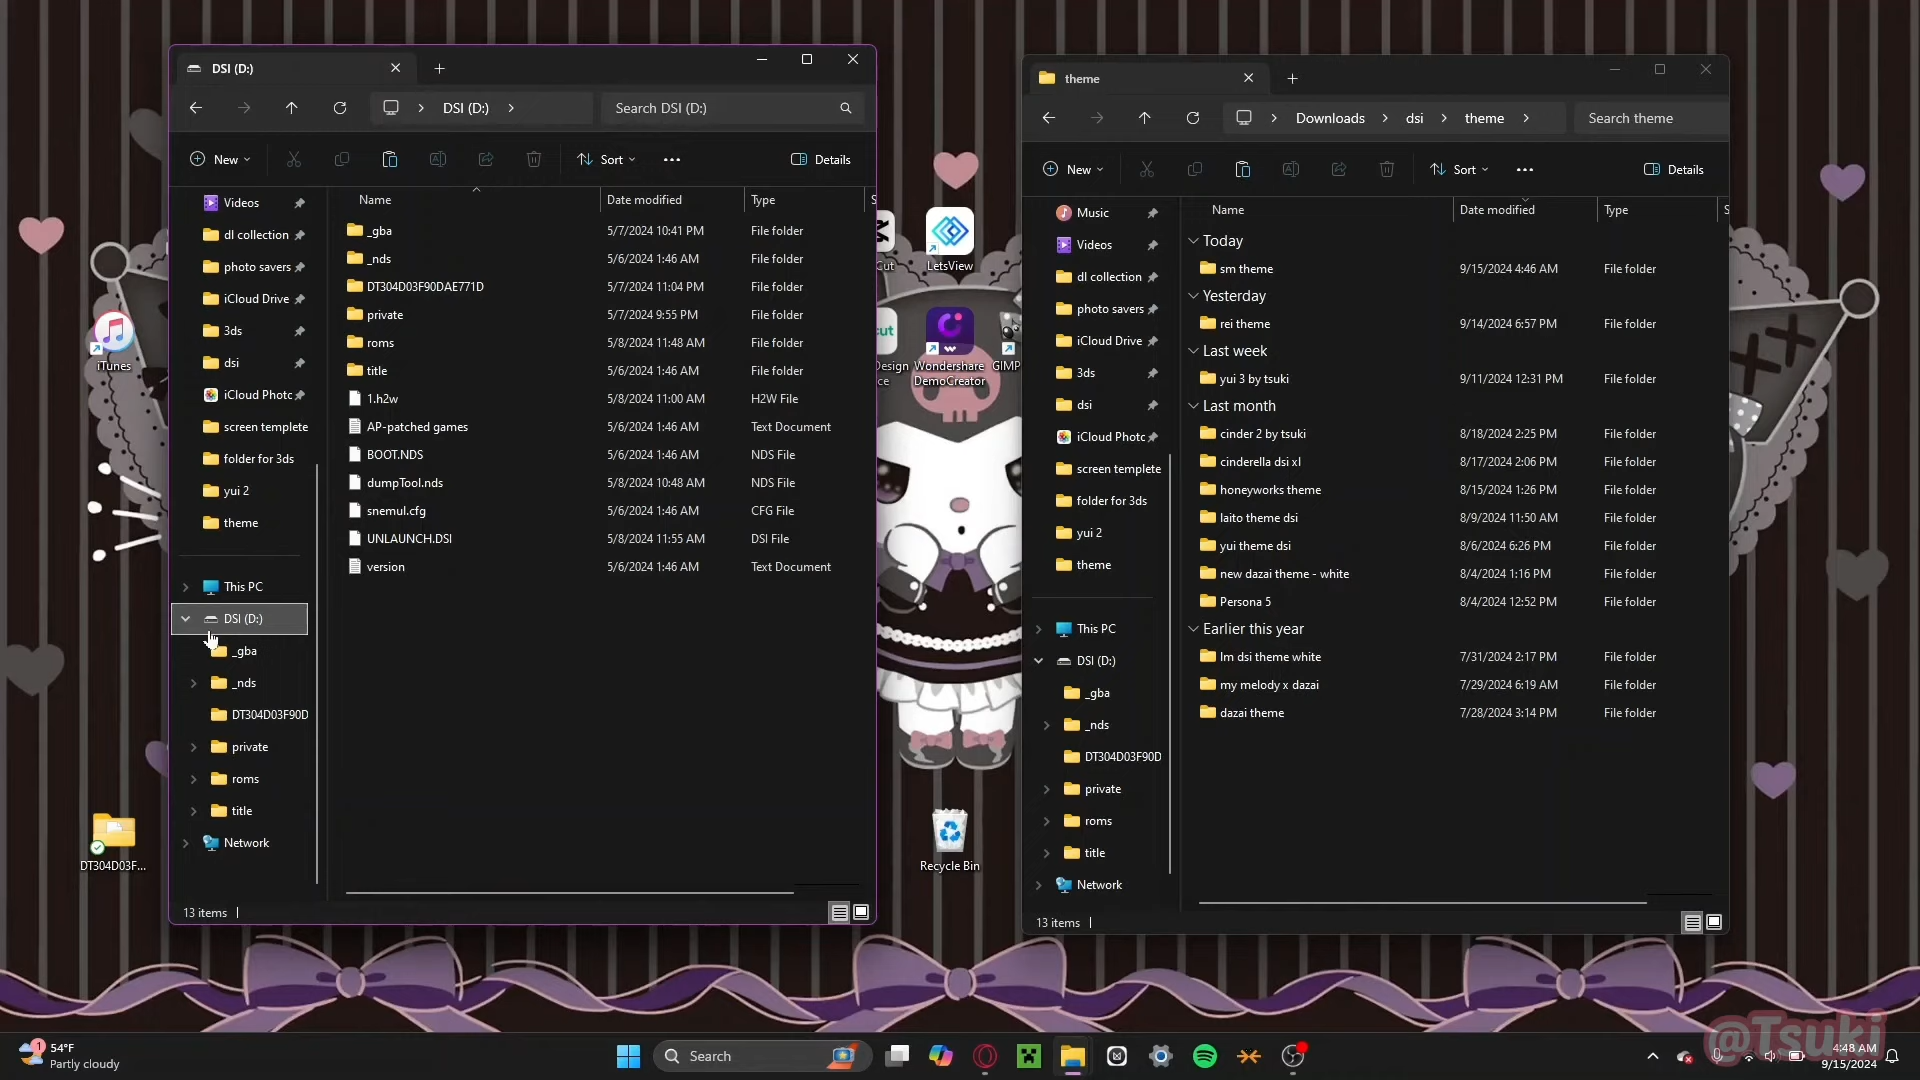 DSI (D:)
DSI (D:)
Search DSI (D:)
New
Sort
Details
Name
Date modified
Type
S
Videos
dl collection
photo savers
iCloud Drive
3ds
dsi
iCloud Photc
screen templete
folder for 3ds
yui 2
theme
This PC
DSI (D:)
_gba
_nds
DT304D03F90D
private
roms
title
Network
_gba 5/7/2024 10:41 PM File folder
_nds 5/6/2024 1:46 AM File folder
DT304D03F90DAE771D 5/7/2024 11:04 PM File folder
private 5/7/2024 9:55 PM File folder
roms 5/8/2024 11:48 AM File folder
title 5/6/2024 1:46 AM File folder
1.h2w 5/8/2024 11:00 AM H2W File
AP-patched games 5/6/2024 1:46 AM Text Document
BOOT.NDS 5/6/2024 1:46 AM NDS File
dumpTool.nds 5/8/2024 10:48 AM NDS File
snemul.cfg 5/6/2024 1:46 AM CFG File
UNLAUNCH.DSI 5/8/2024 11:55 AM DSI File
version 5/6/2024 1:46 AM Text Document
13 items
theme
Downloads
dsi
theme
Search theme
New
Sort
Details
Name
Date modified
Type
S
Music
Videos
dl collection
photo savers
iCloud Drive
3ds
dsi
iCloud Photc
screen templete
folder for 3ds
yui 2
theme
This PC
DSI (D:)
_gba
_nds
DT304D03F90D
private
roms
title
Network
Today
sm theme 9/15/2024 4:46 AM File folder
Yesterday
rei theme 9/14/2024 6:57 PM File folder
Last week
yui 3 by tsuki 9/11/2024 12:31 PM File folder
Last month
cinder 2 by tsuki 8/18/2024 2:25 PM File folder
cinderella dsi xl 8/17/2024 2:06 PM File folder
honeyworks theme 8/15/2024 1:26 PM File folder
laito theme dsi 8/9/2024 11:50 AM File folder
yui theme dsi 8/6/2024 6:26 PM File folder
new dazai theme - white 8/4/2024 1:16 PM File folder
Persona 5 8/4/2024 12:52 PM File folder
Earlier this year
lm dsi theme white 7/31/2024 2:17 PM File folder
my melody x dazai 7/29/2024 6:19 AM File folder
dazai theme 7/28/2024 3:14 PM File folder
13 items
iTunes
DT304D03F...
Cut
LetsView
cut
Design
ce
Wondershare
DemoCreator
GIMP
Recycle Bin
1
54°F
Partly cloudy
Search
4:48 AM
9/15/2024
@Tsuki